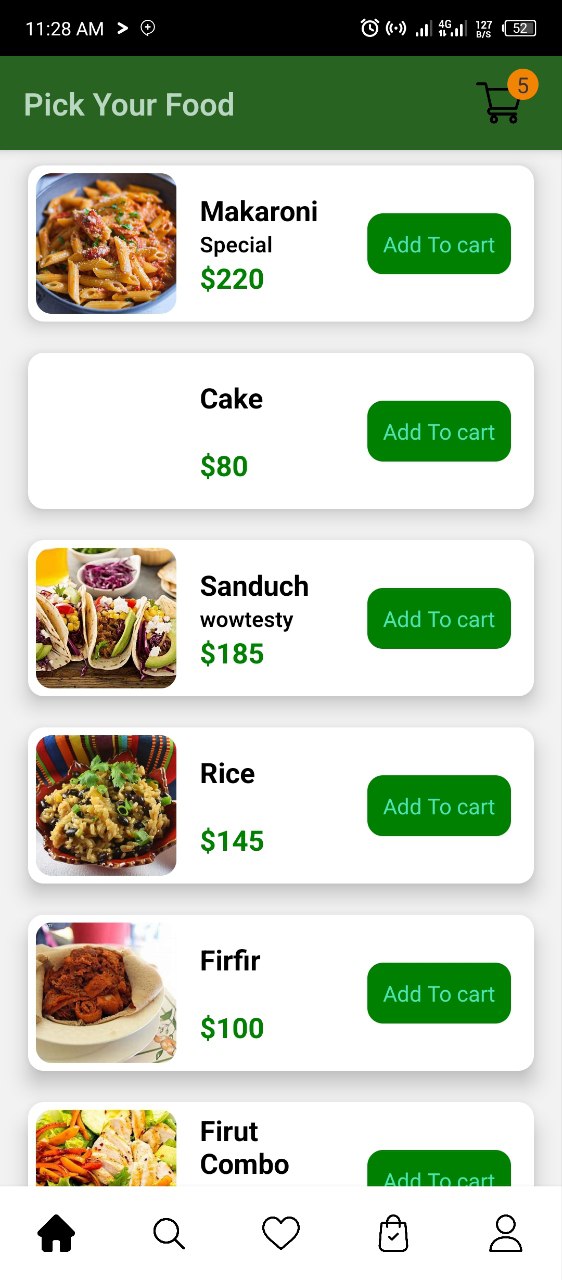 11:28 AM
4G
127
B/S
52
Pick Your Food
5
Makaroni
Special
$220
Add To cart
Cake
$80
Add To cart
Sanduch
wowtesty
$185
Add To cart
Rice
$145
Add To cart
Firfir
$100
Add To cart
Firut
Combo
Add To cart